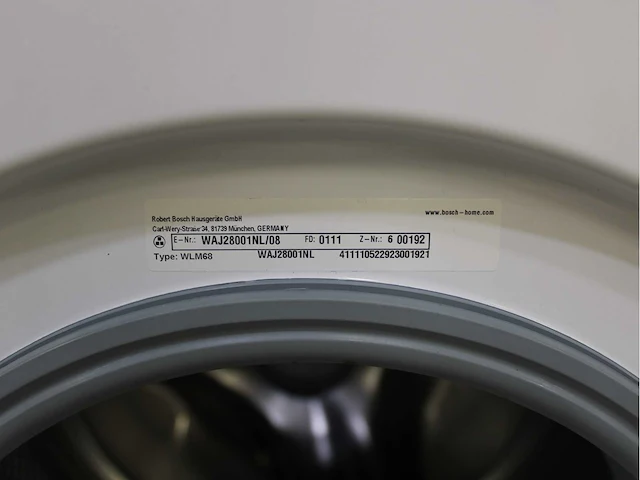 Robert Bosch Hausgeräte GmbH www.bosch-home.com
Carl-Wery-Strasse 34, 81739 München, GERMANY
E-Nr.: WAJ28001NL/08 FD: 0111 Z-Nr.: 6 00192
Type: WLM68 WAJ28001NL 411110522923001921